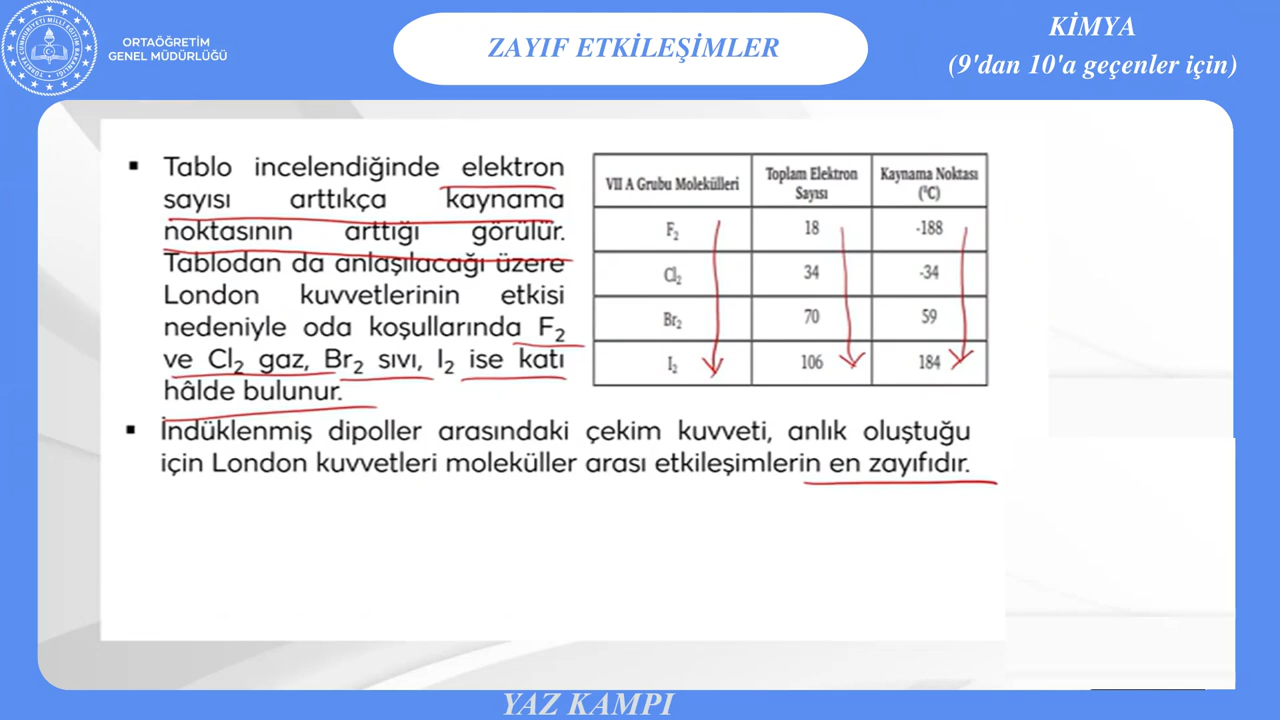 ORTAÖĞRETİM
GENEL MÜDÜRLÜĞÜ
ZAYIF ETKİLEŞİMLER
KİMYA
(9'dan 10'a geçenler için)
▪ Tablo incelendiğinde elektron
sayısı arttıkça kaynama
noktasının arttığı görülür.
Tablodan da anlaşılacağı üzere
London kuvvetlerinin etkisi
nedeniyle oda koşullarında F₂
ve Cl₂ gaz, Br₂ sıvı, I₂ ise katı
hâlde bulunur.
VII A Grubu Molekülleri Toplam Elektron Sayısı Kaynama Noktası (°C)
F₂ 18 -188
Cl₂ 34 -34
Br₂ 70 59
I₂ 106 184
▪ İndüklenmiş dipoller arasındaki çekim kuvveti, anlık oluştuğu
için London kuvvetleri moleküller arası etkileşimlerin en zayıfıdır.
YAZ KAMPI